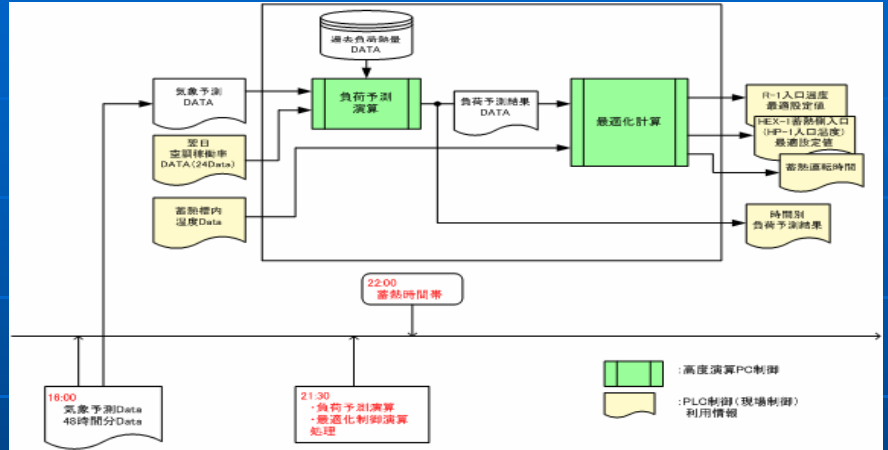 過去負荷熱量
DATA
気象予測
DATA
負荷予測
演算
負荷予測結果
DATA
最適化計算
R-1入口温度
最適設定値
HEX-1蓄熱側入口
(HP-1入口温度)
最適設定値
蓄熱運転時間
翌日
空調稼働率
DATA(24Data)
蓄熱槽内
温度Data
時間別
負荷予測結果
22:00
蓄熱時間帯
18:00
気象予測Data
48時間分Data
21:30
・負荷予測演算
・最適化制御演算
処理
:高度演算PC制御
:PLC制御(現場制御)
利用情報